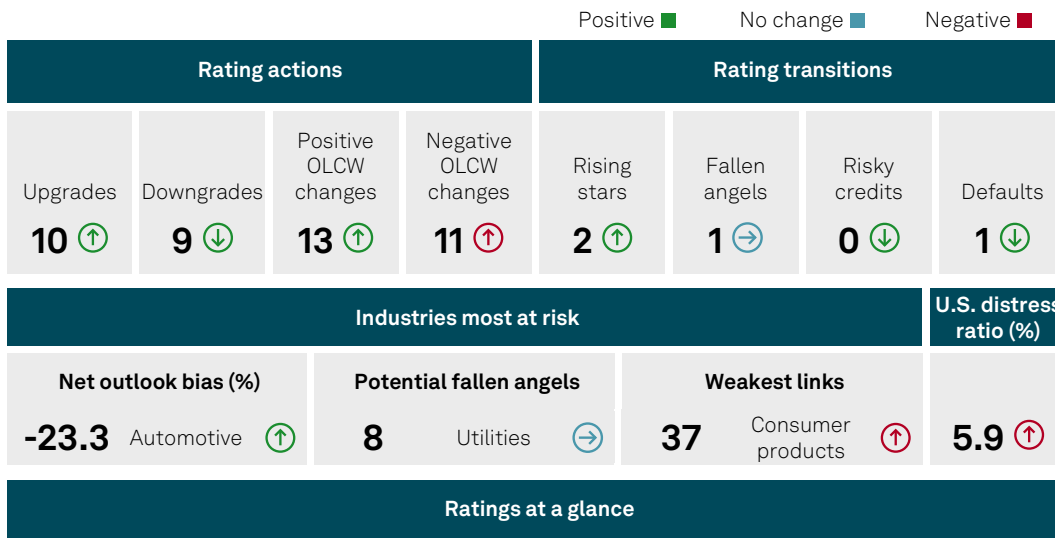 Positive No change Negative
Rating actions Rating transitions
Upgrades
10
Downgrades
9
Positive
OLCW
changes
13
Negative
OLCW
changes
11
Rising
stars
2
Fallen
angels
1
Risky
credits
0
Defaults
1
Industries most at risk
U.S. distress
ratio (%)
Net outlook bias (%)
-23.3 Automotive
Potential fallen angels
8 Utilities
Weakest links
37 Consumer
products
5.9
Ratings at a glance